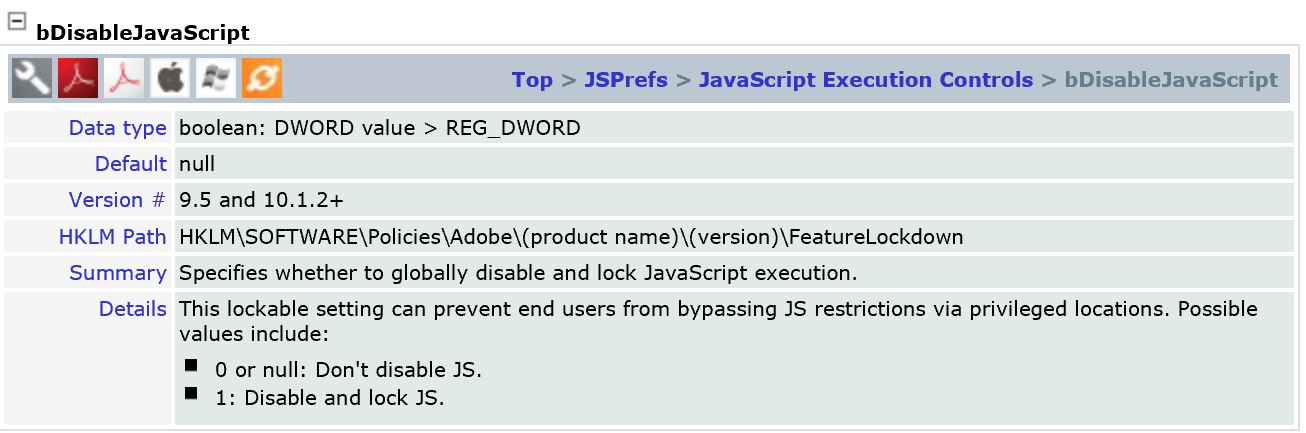 bDisableJavaScript
Top > JSPrefs > JavaScript Execution Controls > bDisableJavaScript
Data type boolean: DWORD value > REG_DWORD
Default null
Version # 9.5 and 10.1.2+
HKLM Path HKLM\SOFTWARE\Policies\Adobe\(product name)\(version)\FeatureLockdown
Summary Specifies whether to globally disable and lock JavaScript execution.
Details This lockable setting can prevent end users from bypassing JS restrictions via privileged locations. Possible
values include:
■ 0 or null: Don't disable JS.
■ 1: Disable and lock JS.